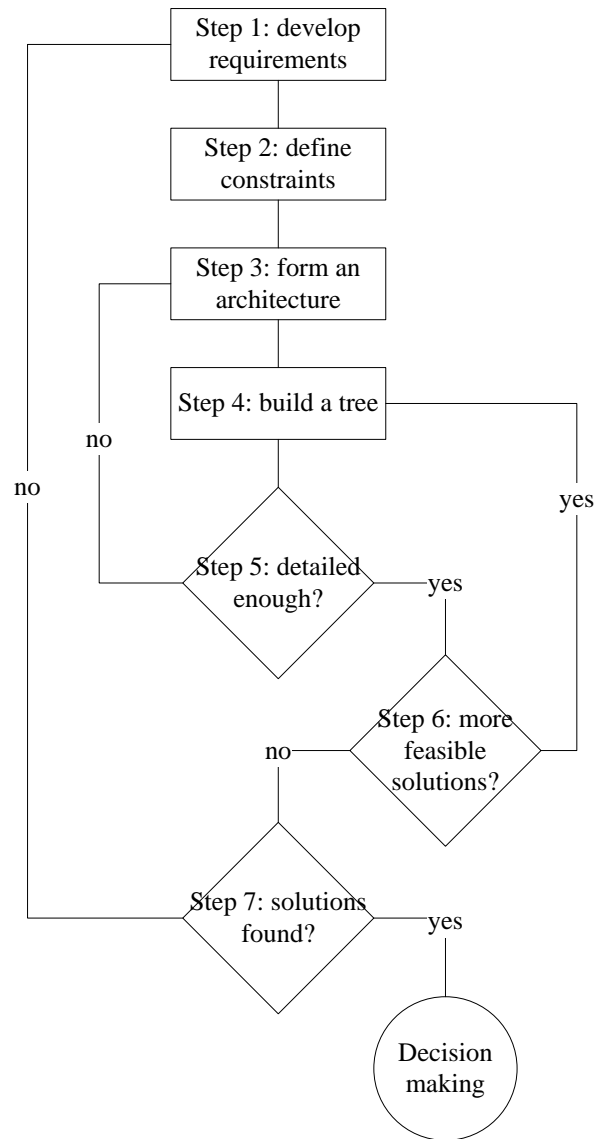 Step 1: develop
requirements
Step 2: define
constraints
Step 3: form an
architecture
Step 4: build a tree
no
no
yes
Step 5: detailed
enough?
yes
Step 6: more
feasible
solutions?
no
Step 7: solutions
found?
yes
Decision
making